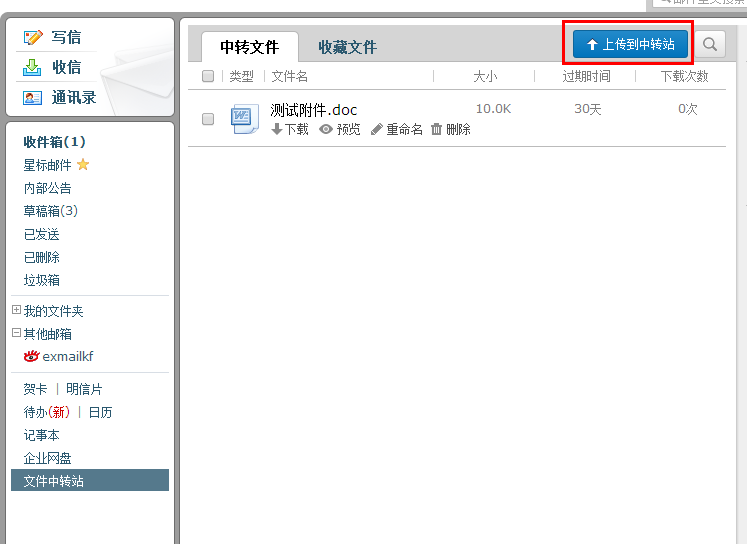 写信
收信
通讯录
收件箱(1)
星标邮件
内部公告
草稿箱(3)
已发送
已删除
垃圾箱
我的文件夹
其他邮箱
exmailkf
贺卡 | 明信片
待办(新) | 日历
记事本
企业网盘
文件中转站
中转文件 收藏文件 上传到中转站
类型 文件名 大小 过期时间 下载次数
测试附件.doc 10.0K 30天 0次
下载 预览 重命名 删除